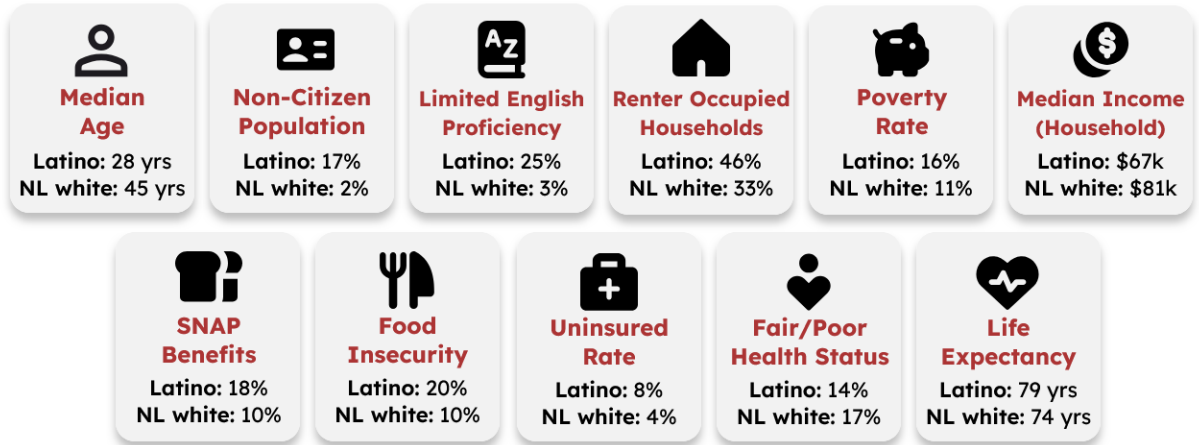 Median
Age
Latino: 28 yrs
NL white: 45 yrs
Non-Citizen
Population
Latino: 17%
NL white: 2%
AZ
Limited English
Proficiency
Latino: 25%
NL white: 3%
Renter Occupied
Households
Latino: 46%
NL white: 33%
Poverty
Rate
Latino: 16%
NL white: 11%
$
Median Income
(Household)
Latino: $67k
NL white: $81k
SNAP
Benefits
Latino: 18%
NL white: 10%
Food
Insecurity
Latino: 20%
NL white: 10%
Uninsured
Rate
Latino: 8%
NL white: 4%
Fair/Poor
Health Status
Latino: 14%
NL white: 17%
Life
Expectancy
Latino: 79 yrs
NL white: 74 yrs